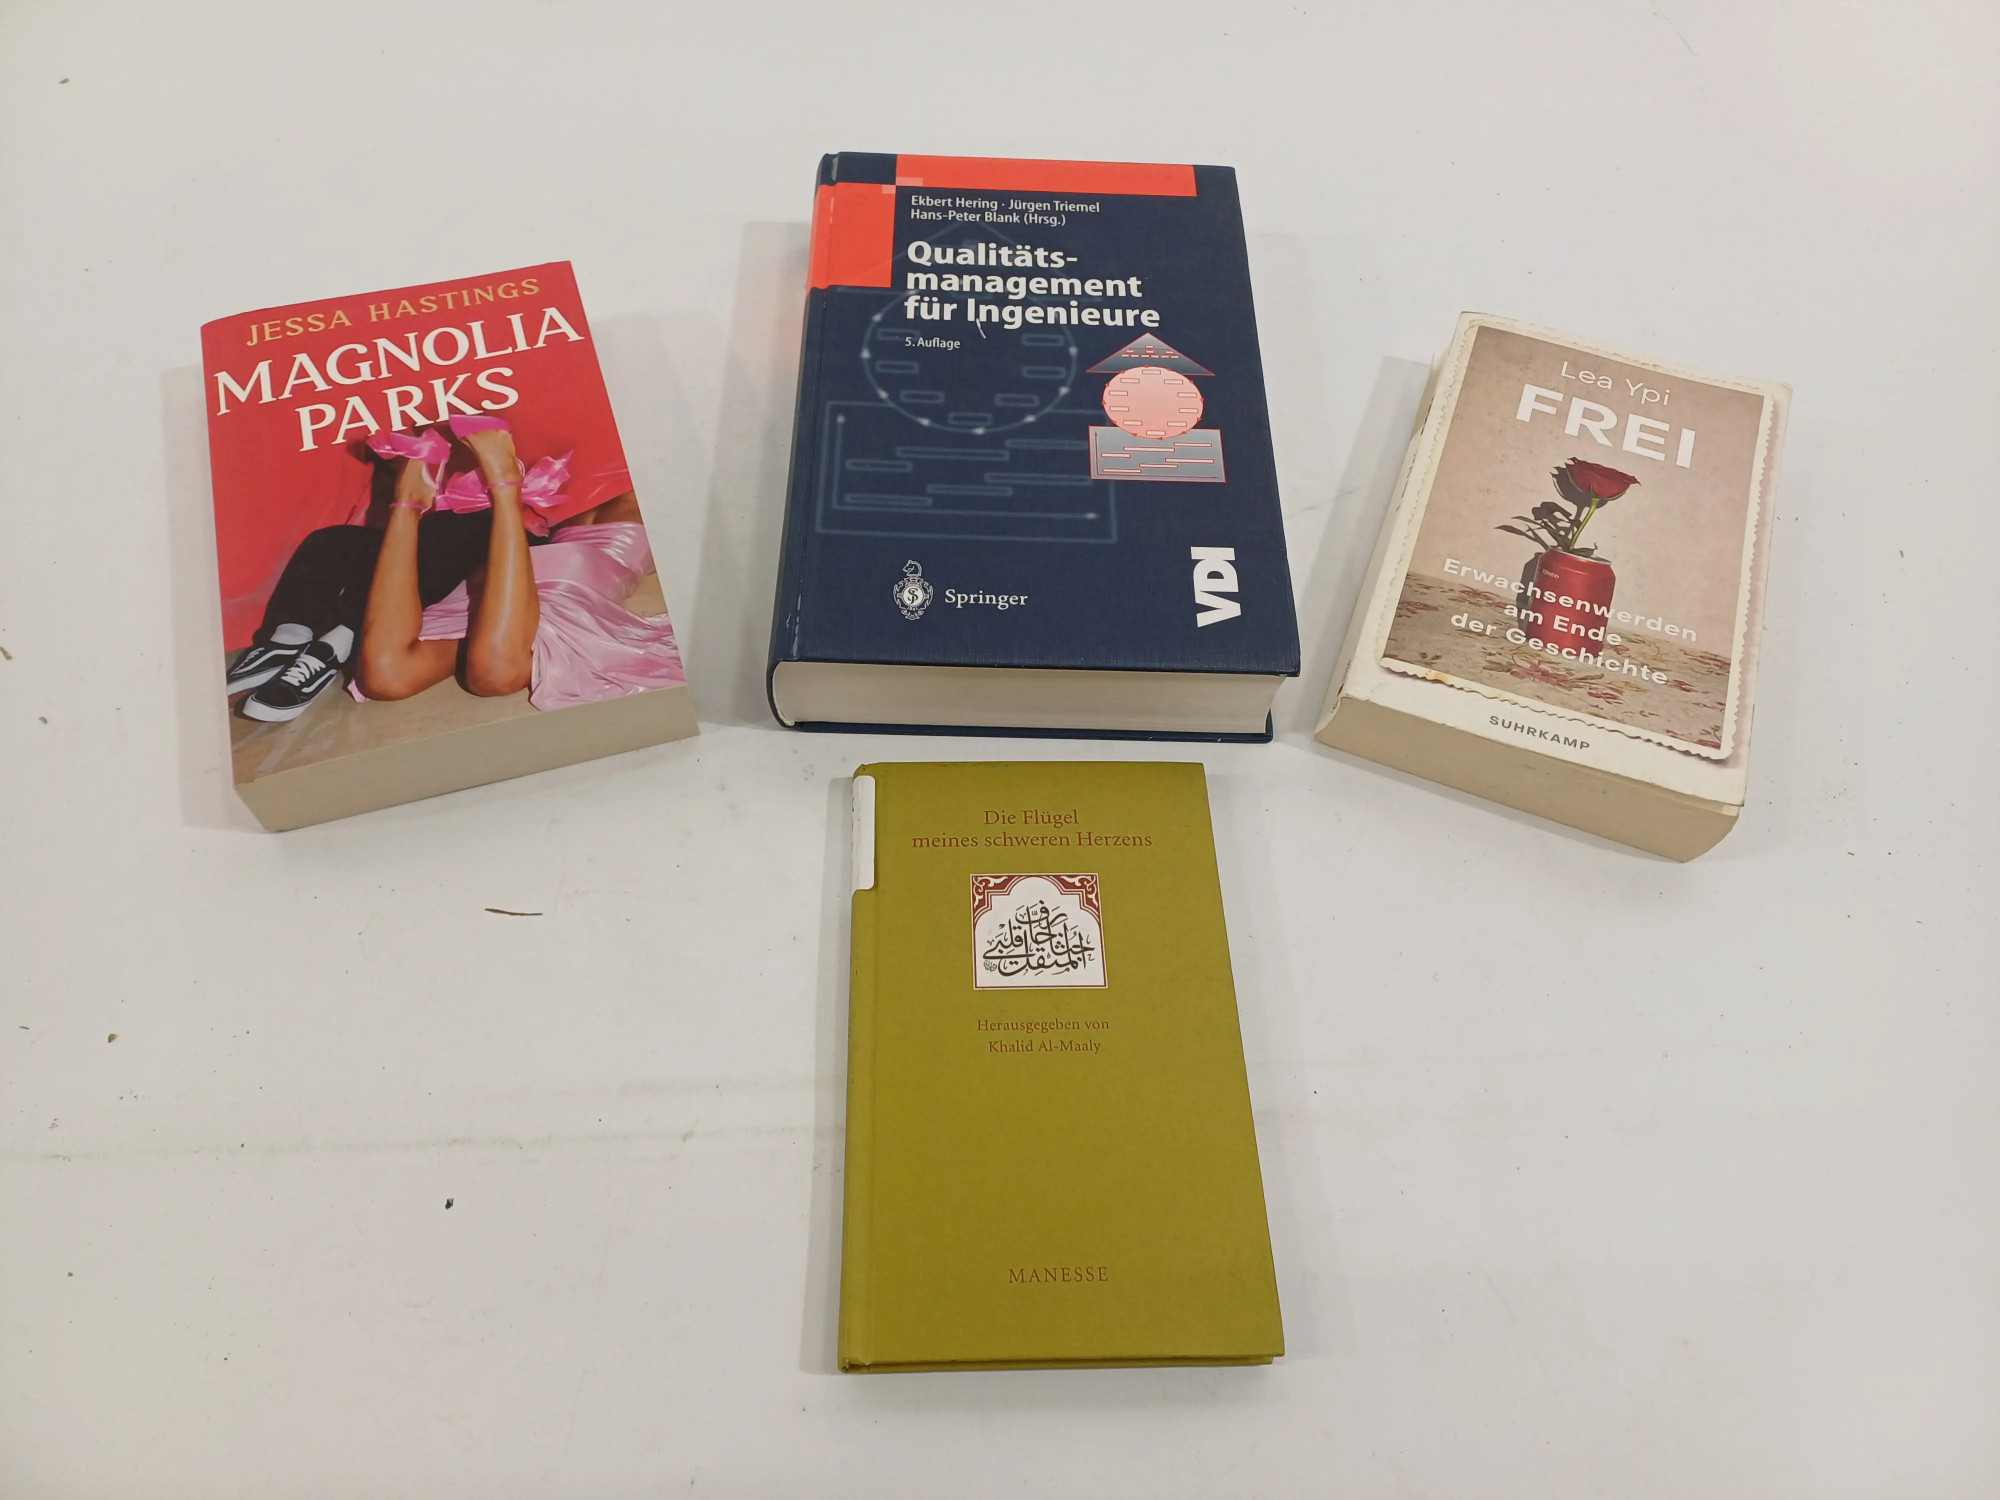 JESSA HASTINGS
MAGNOLIA
PARKS
Ekbert Hering · Jürgen Triemel
Hans-Peter Blank (Hrsg.)
Qualitäts-
management
für Ingenieure
5. Auflage
Springer
VDI
Lea Ypi
FREI
Erwachsenwerden
am Ende
der Geschichte
SUHRKAMP
Die Flügel
meines schweren Herzens
Herausgegeben von
Khalid Al-Maaly
MANESSE